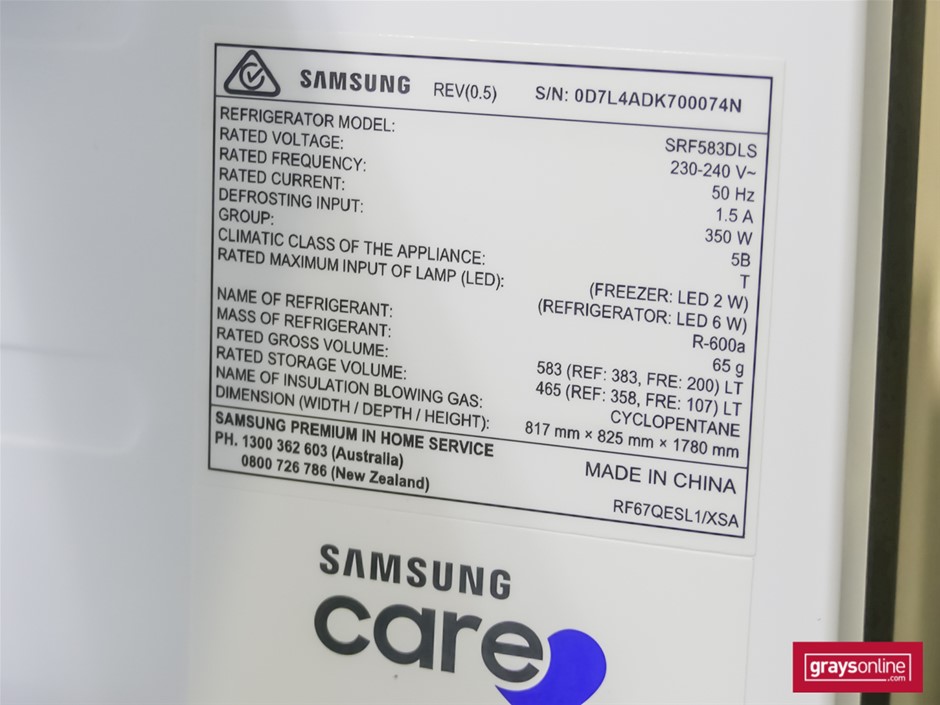 SAMSUNG REV(0.5) S/N: 0D7L4ADK700074N
REFRIGERATOR MODEL: SRF583DLS
RATED VOLTAGE: 230-240 V~
RATED FREQUENCY: 50 Hz
RATED CURRENT: 1.5 A
DEFROSTING INPUT: 350 W
GROUP: 5B
CLIMATIC CLASS OF THE APPLIANCE: T
RATED MAXIMUM INPUT OF LAMP (LED): (FREEZER: LED 2 W)
(REFRIGERATOR: LED 6 W)
NAME OF REFRIGERANT: R-600a
MASS OF REFRIGERANT: 65 g
RATED GROSS VOLUME: 583 (REF: 383, FRE: 200) LT
RATED STORAGE VOLUME: 465 (REF: 358, FRE: 107) LT
NAME OF INSULATION BLOWING GAS: CYCLOPENTANE
DIMENSION (WIDTH / DEPTH / HEIGHT): 817 mm × 825 mm × 1780 mm
SAMSUNG PREMIUM IN HOME SERVICE
PH. 1300 362 603 (Australia)
0800 726 786 (New Zealand)
MADE IN CHINA
RF67QESL1/XSA
SAMSUNG
care
graysonline
.com